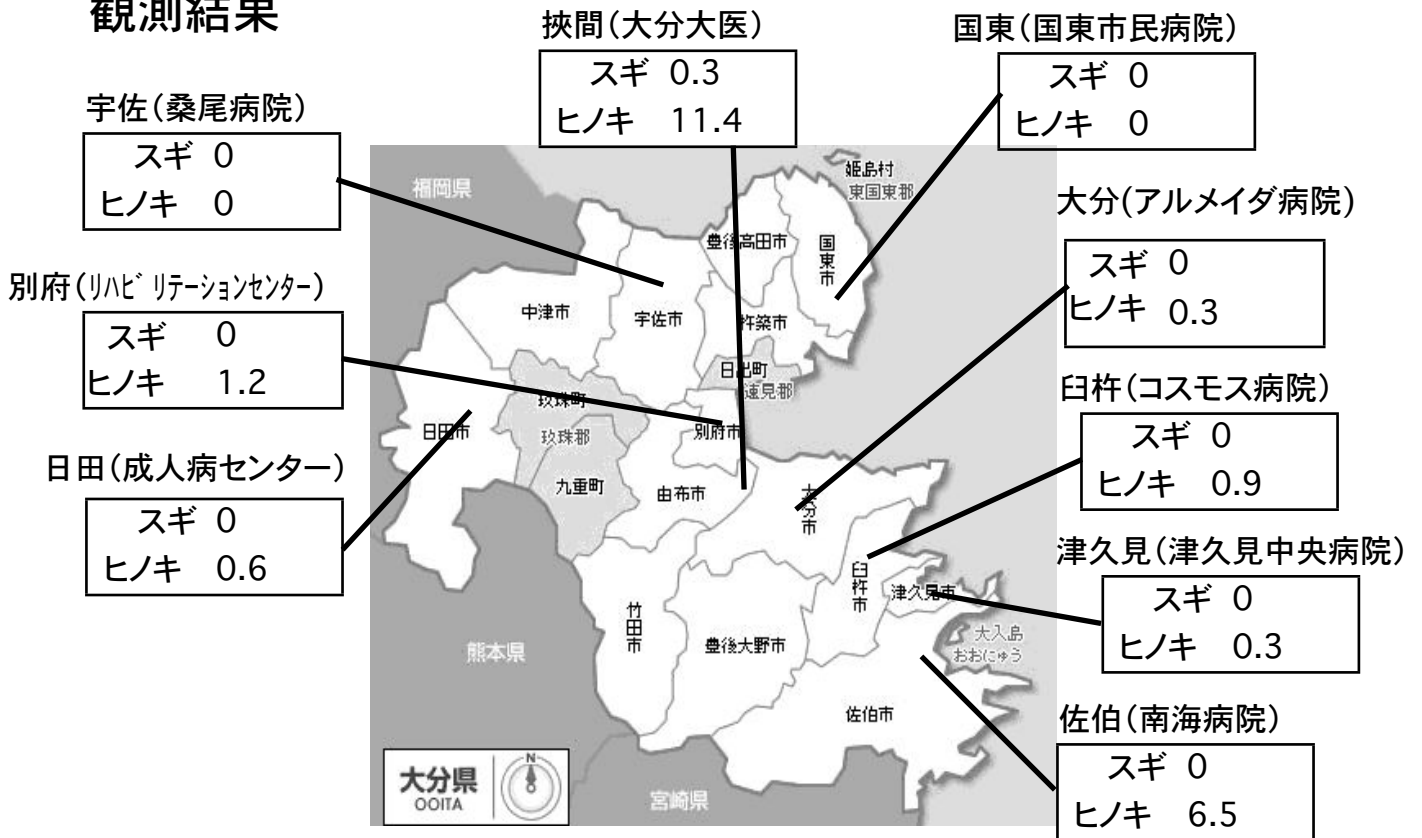 観測結果
挾間(大分大医)
スギ 0.3
ヒノキ 11.4
国東(国東市民病院)
スギ 0
ヒノキ 0
宇佐(桑尾病院)
スギ 0
ヒノキ 0
大分(アルメイダ病院)
スギ 0
ヒノキ 0.3
別府(ﾘﾊﾋﾞﾘﾃｰｼｮﾝｾﾝﾀｰ)
スギ 0
ヒノキ 1.2
臼杵(コスモス病院)
スギ 0
ヒノキ 0.9
日田(成人病センター)
スギ 0
ヒノキ 0.6
津久見(津久見中央病院)
スギ 0
ヒノキ 0.3
佐伯(南海病院)
スギ 0
ヒノキ 6.5
福岡県
姫島村
東国東郡
豊後高田市
国東市
中津市
宇佐市
杵築市
日出町
速見郡
玖珠町
日田市
玖珠郡
別府市
九重町
由布市
大分市
臼杵市
津久見市
竹田市
豊後大野市
大入島
おおにゅう
熊本県
佐伯市
大分県
OOITA
N
宮崎県